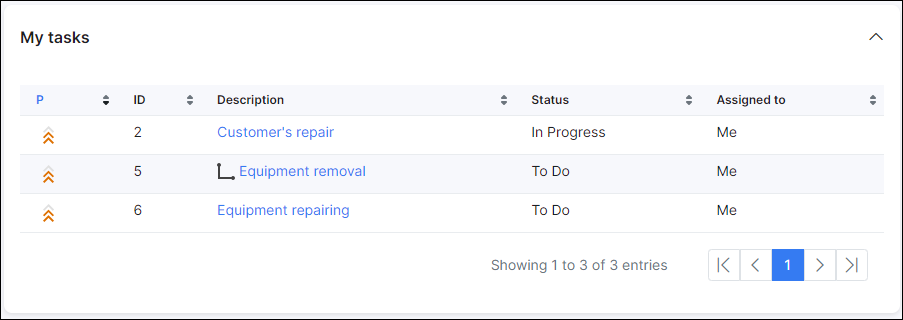 My tasks
P ID Description Status Assigned to
2 Customer's repair In Progress Me
5 Equipment removal To Do Me
6 Equipment repairing To Do Me
Showing 1 to 3 of 3 entries 1